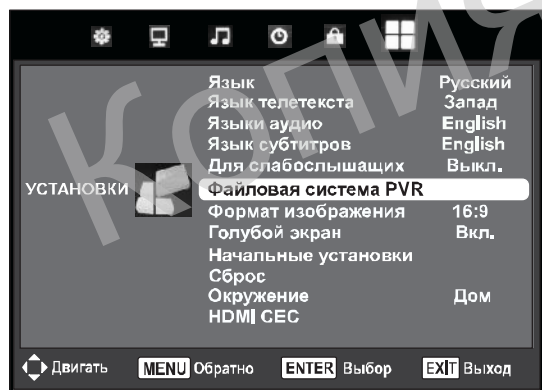 КОПИЯ
Язык Русский
Язык телетекста Запад
Языки аудио English
Язык субтитров English
Для слабослышащих Выкл.
УСТАНОВКИ
Файловая система PVR
Формат изображения 16:9
Голубой экран Вкл.
Начальные установки
Сброс
Окружение Дом
HDMI CEC
Двигать MENU Обратно ENTER Выбор EXIT Выход